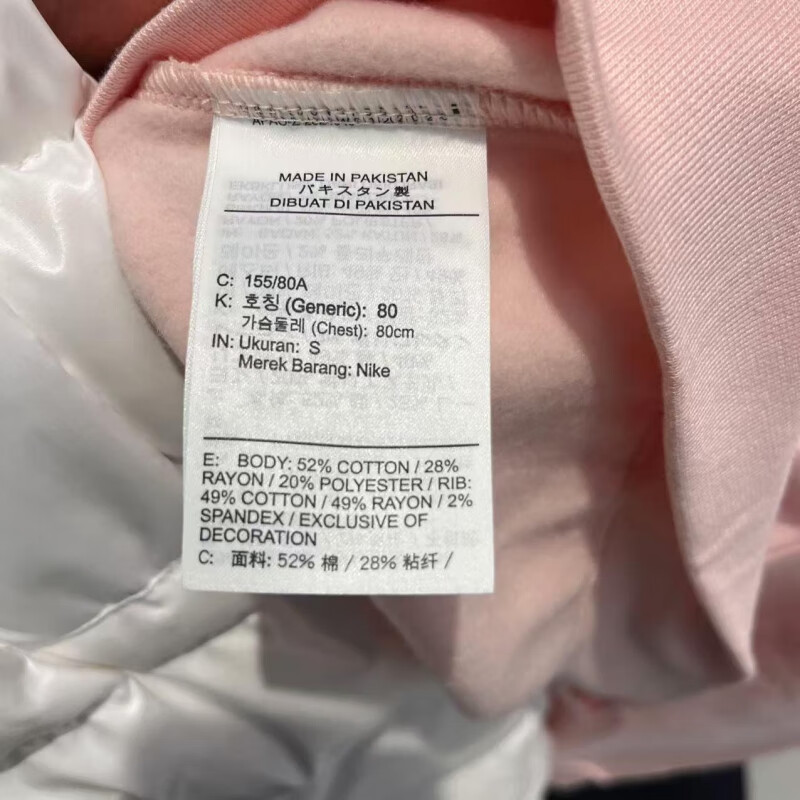 MADE IN PAKISTAN
パキスタン製
DIBUAT DI PAKISTAN
C: 155/80A
K: 호칭 (Generic): 80
가슴둘레 (Chest): 80cm
IN: Ukuran: S
Merek Barang: Nike
E: BODY: 52% COTTON / 28%
RAYON / 20% POLYESTER / RIB:
49% COTTON / 49% RAYON / 2%
SPANDEX / EXCLUSIVE OF
DECORATION
C: 面料: 52% 棉 / 28% 粘纤 /